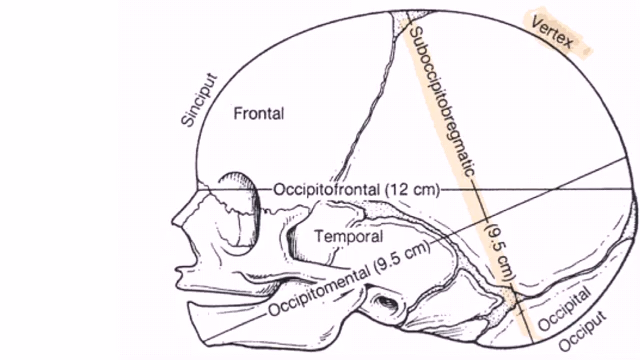 Vertex
Suboccipitobregmatic (9.5 cm)
Sinciput
Frontal
Occipitofrontal (12 cm)
Temporal
Occipitomental (9.5 cm)
Occipital
Occiput